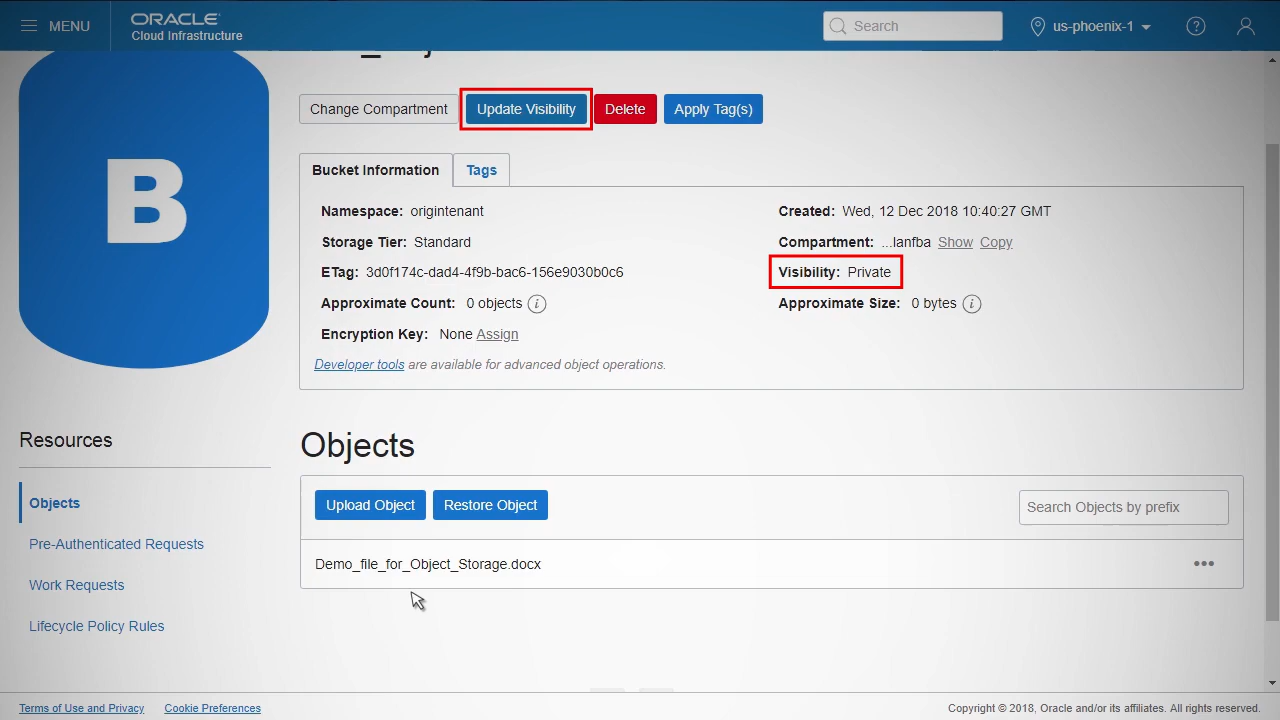 MENU
ORACLE
Cloud Infrastructure
Search
us-phoenix-1
?
B
Change Compartment
Update Visibility
Delete
Apply Tag(s)
Bucket Information
Tags
Namespace: origintenant
Created: Wed, 12 Dec 2018 10:40:27 GMT
Storage Tier: Standard
Compartment: ...lanfba Show Copy
ETag: 3d0f174c-dad4-4f9b-bac6-156e9030b0c6
Visibility: Private
Approximate Count: 0 objects i
Approximate Size: 0 bytes i
Encryption Key: None Assign
Developer tools are available for advanced object operations.
Resources
Objects
Pre-Authenticated Requests
Work Requests
Lifecycle Policy Rules
Objects
Upload Object
Restore Object
Search Objects by prefix
Demo_file_for_Object_Storage.docx
Terms of Use and Privacy
Cookie Preferences
Copyright © 2018, Oracle and/or its affiliates. All rights reserved.